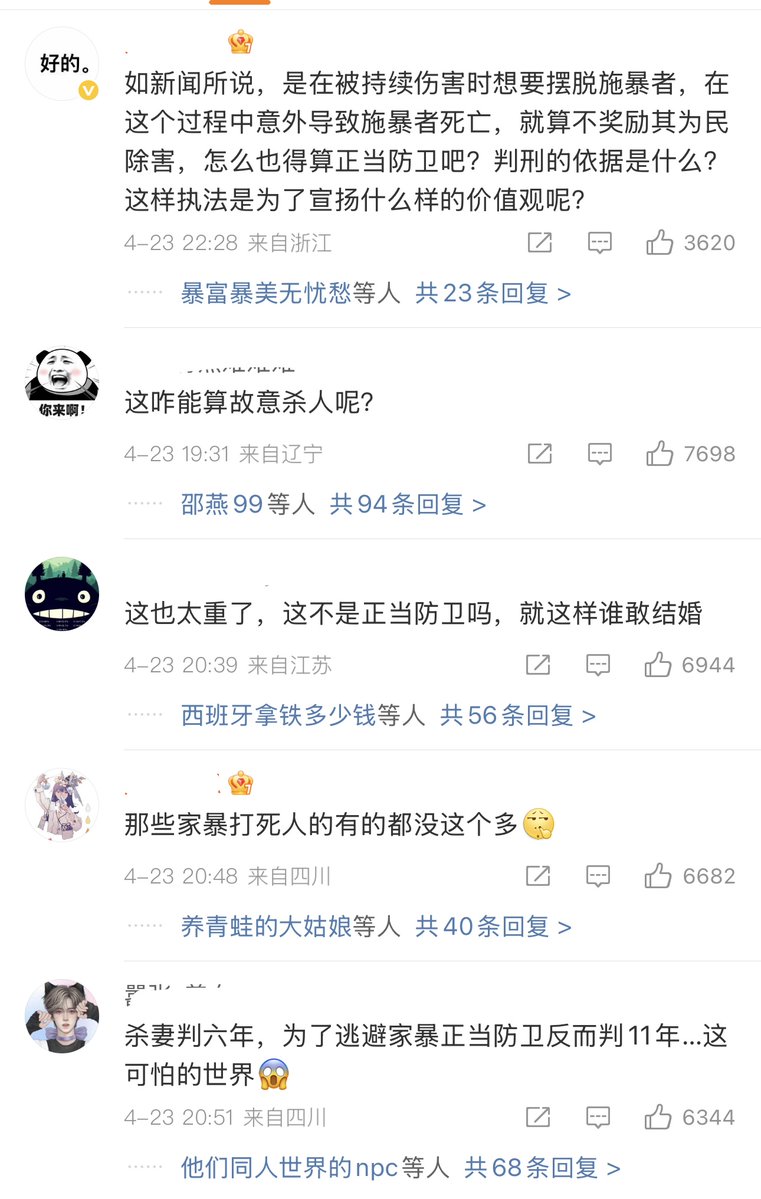 好的。
如新闻所说，是在被持续伤害时想要摆脱施暴者，在
这个过程中意外导致施暴者死亡，就算不奖励其为民
除害，怎么也得算正当防卫吧？判刑的依据是什么？
这样执法是为了宣扬什么样的价值观呢？
4-23 22:28 来自浙江
3620
······ 暴富暴美无忧愁等人 共23条回复 >
你来啊!
这咋能算故意杀人呢？
4-23 19:31 来自辽宁
7698
······ 邵燕99等人 共94条回复 >
这也太重了，这不是正当防卫吗，就这样谁敢结婚
4-23 20:39 来自江苏
6944
······ 西班牙拿铁多少钱等人 共56条回复 >
那些家暴打死人的有的都没这个多
4-23 20:48 来自四川
6682
······ 养青蛙的大姑娘等人 共40条回复 >
杀妻判六年，为了逃避家暴正当防卫反而判11年...这
可怕的世界
4-23 20:51 来自四川
6344
······ 他们同人世界的npc等人 共68条回复 >